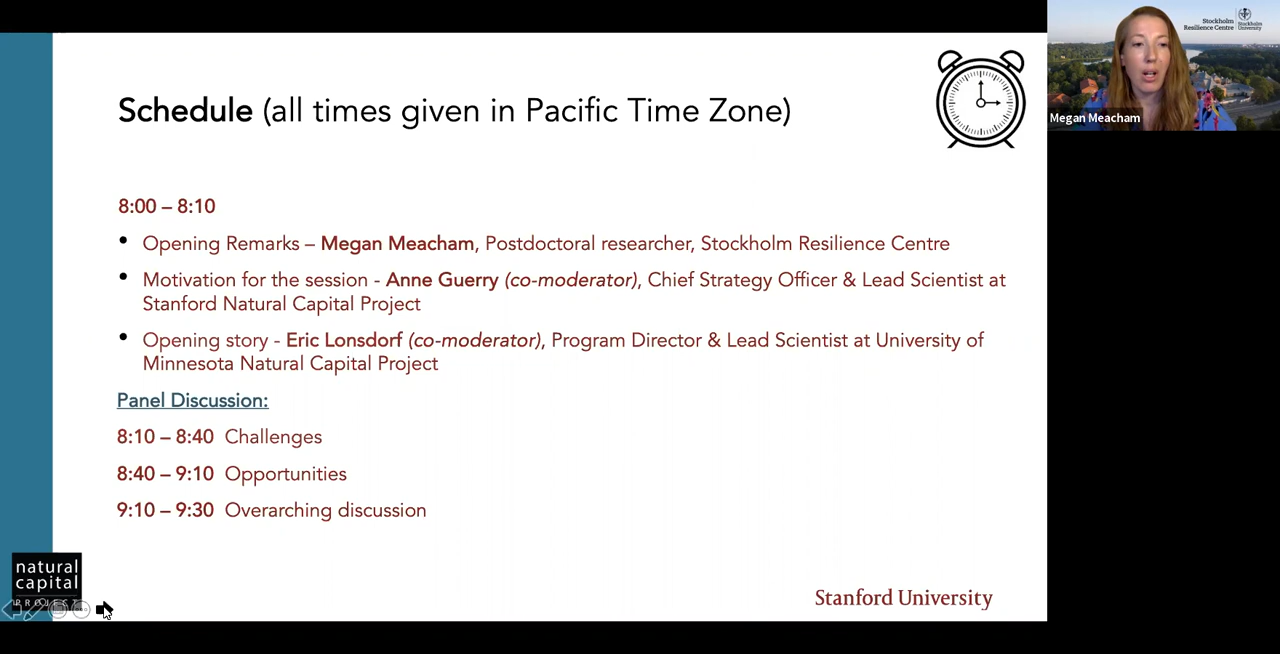 Schedule (all times given in Pacific Time Zone)
8:00 – 8:10
• Opening Remarks – Megan Meacham, Postdoctoral researcher, Stockholm Resilience Centre
• Motivation for the session - Anne Guerry (co-moderator), Chief Strategy Officer & Lead Scientist at
Stanford Natural Capital Project
• Opening story - Eric Lonsdorf (co-moderator), Program Director & Lead Scientist at University of
Minnesota Natural Capital Project
Panel Discussion:
8:10 – 8:40 Challenges
8:40 – 9:10 Opportunities
9:10 – 9:30 Overarching discussion
natural
capital
PROJECT
Stanford University
Stockholm
Resilience Centre
Stockholm
University
Megan Meacham